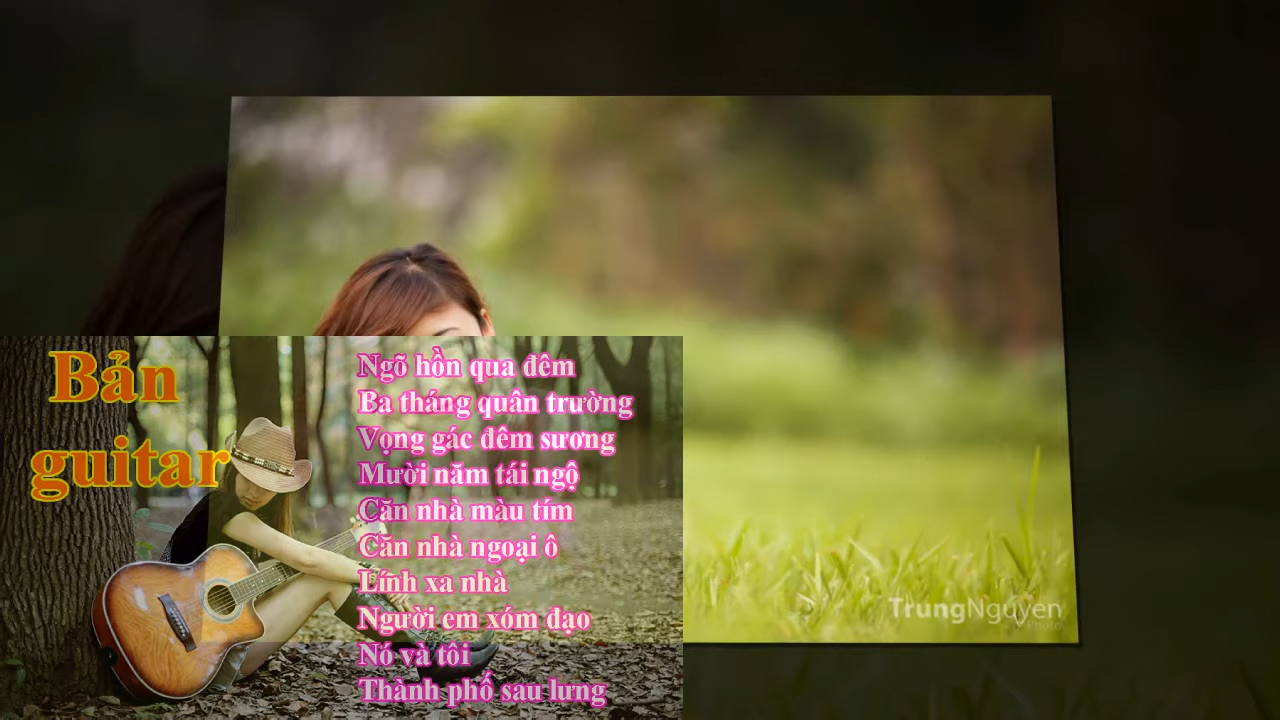 Bản
guitar
Ngõ hồn qua đêm
Ba tháng quân trường
Vọng gác đêm sương
Mười năm tái ngộ
Căn nhà màu tím
Căn nhà ngoại ô
Lính xa nhà
Người em xóm đạo
Nó và tôi
Thành phố sau lưng
TrungNguyen
Photo